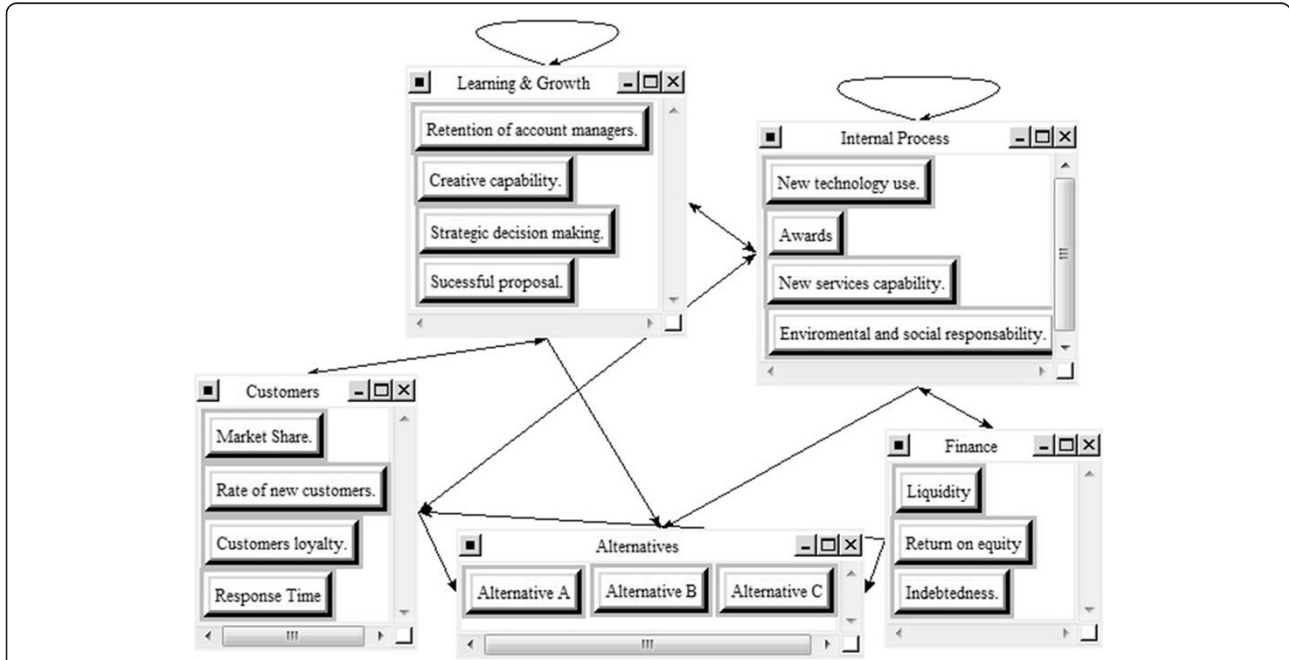 Learning & Growth
Retention of account managers.
Creative capability.
Strategic decision making.
Sucessful proposal.
Internal Process
New technology use.
Awards
New services capability.
Enviromental and social responsability.
Customers
Market Share.
Rate of new customers.
Customers loyalty.
Response Time
Alternatives
Alternative A
Alternative B
Alternative C
Finance
Liquidity
Return on equity
Indebtedness.